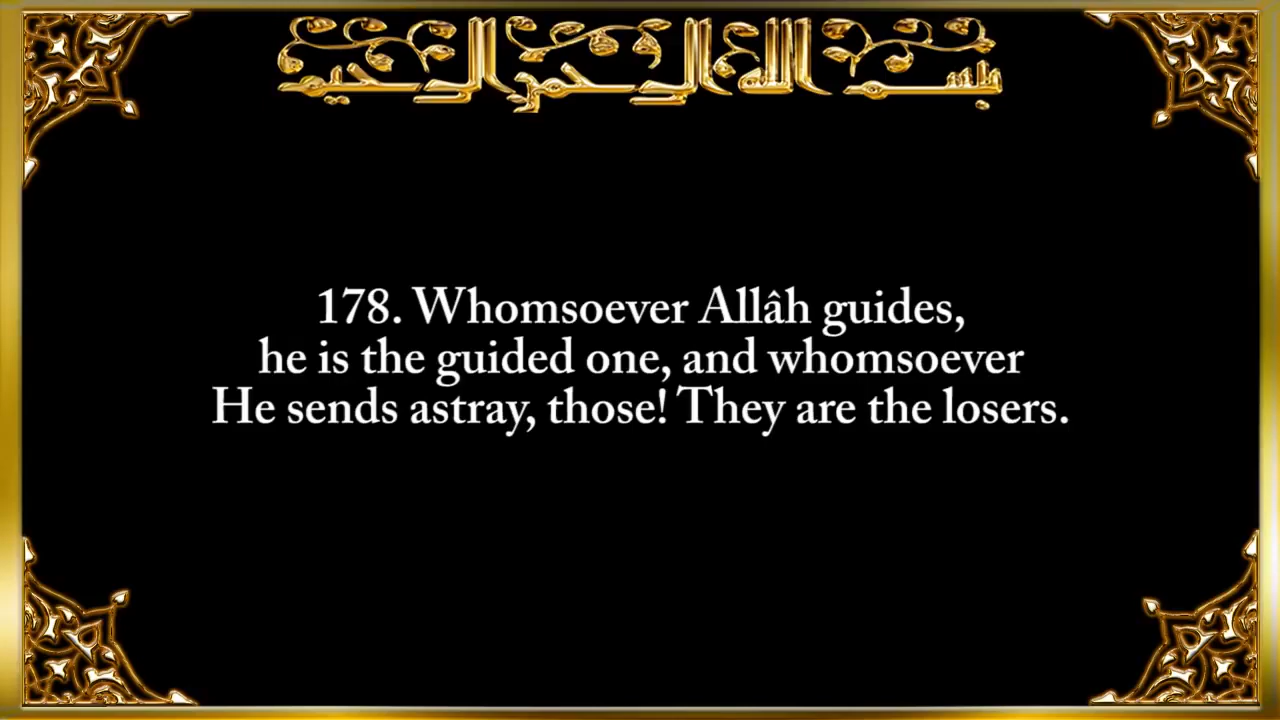 بسم الله الرحمن الرحيم
178. Whomsoever Allâh guides,
he is the guided one, and whomsoever
He sends astray, those! They are the losers.